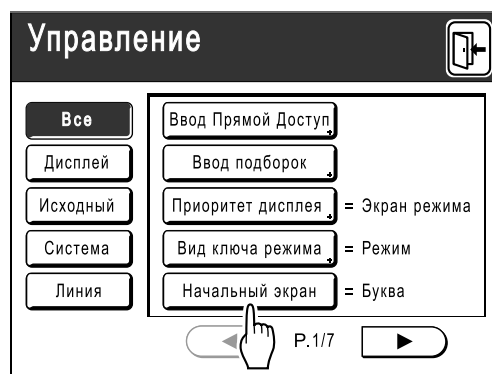 Управление
Все
Ввод Прямой Доступ
Дисплей
Ввод подборок
Исходный
Приоритет дисплея = Экран режима
Система
Вид ключа режима = Режим
Линия
Начальный экран = Буква
P.1/7